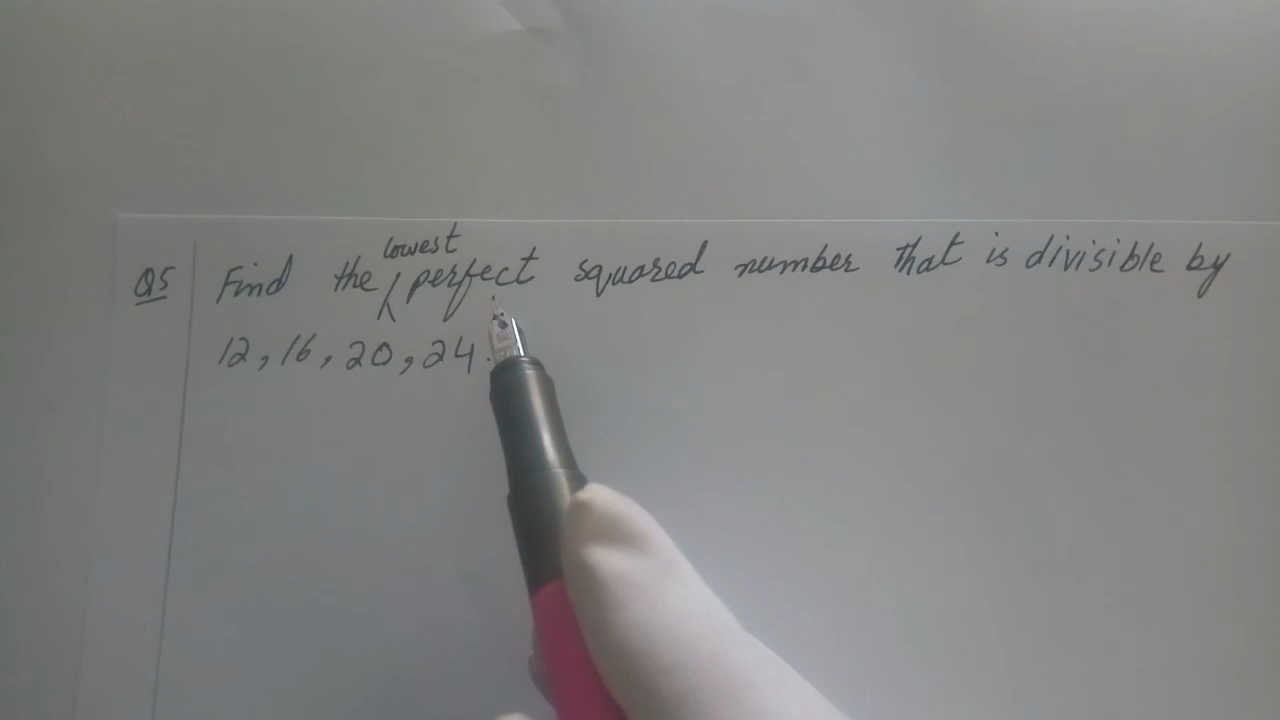 Q5 Find the lowest perfect squared number that is divisible by
12, 16, 20, 24.